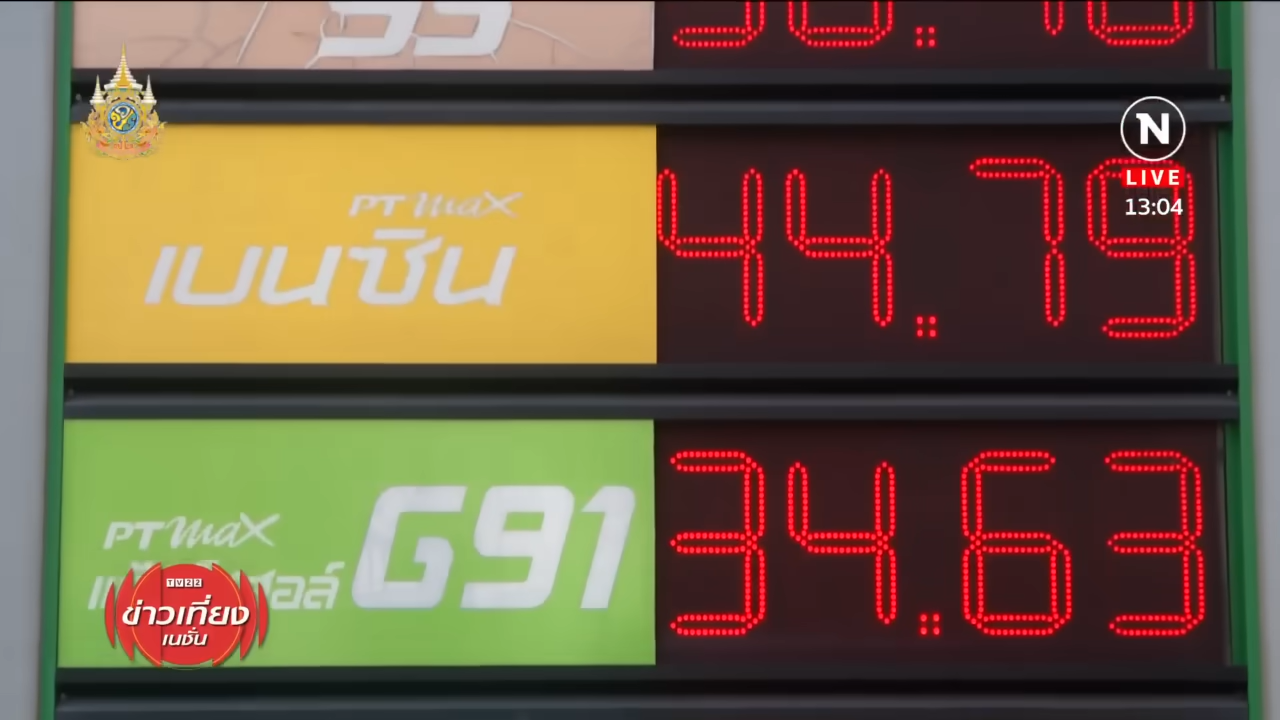 95
N
LIVE
13:04
PT maX
เบนซิน
44.79
PT maX
G91
34.63
TV22
ข่าวเที่ยง
เนชั่น